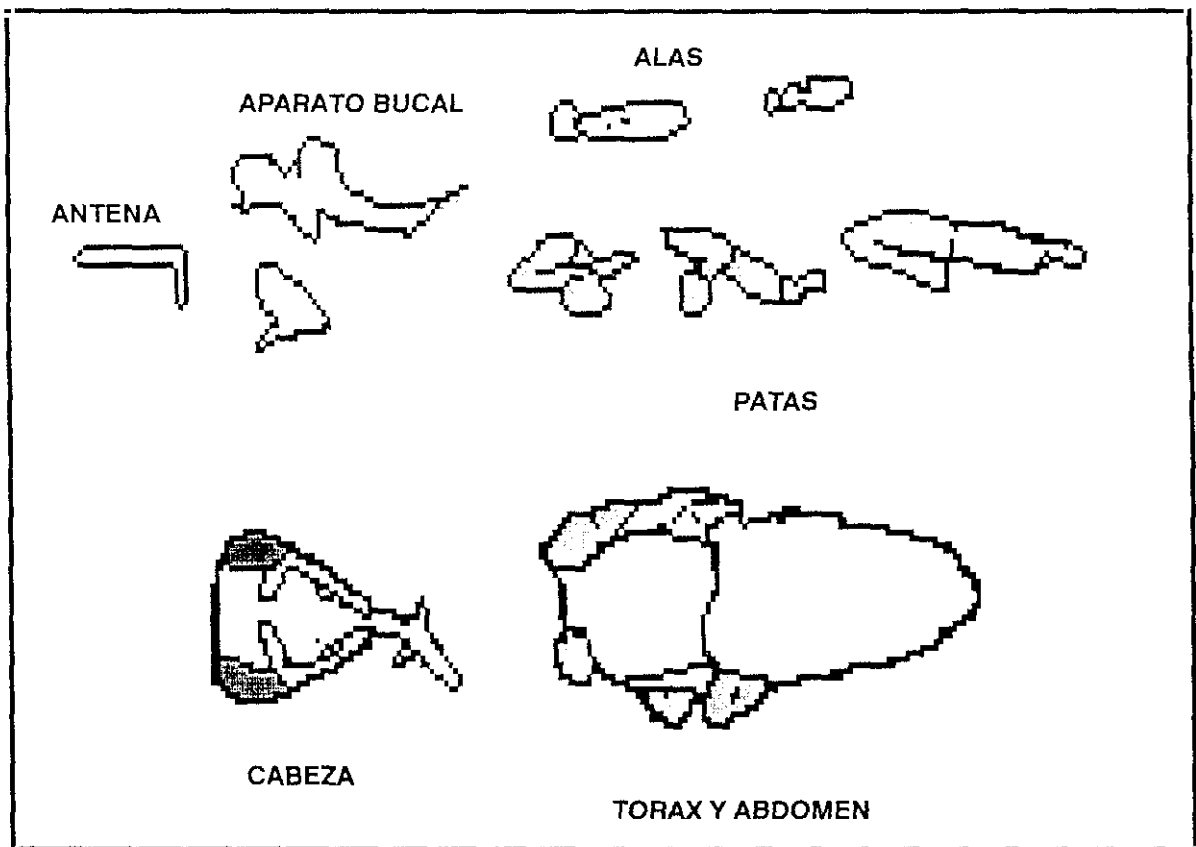 ALAS
APARATO BUCAL
ANTENA
PATAS
CABEZA
TORAX Y ABDOMEN